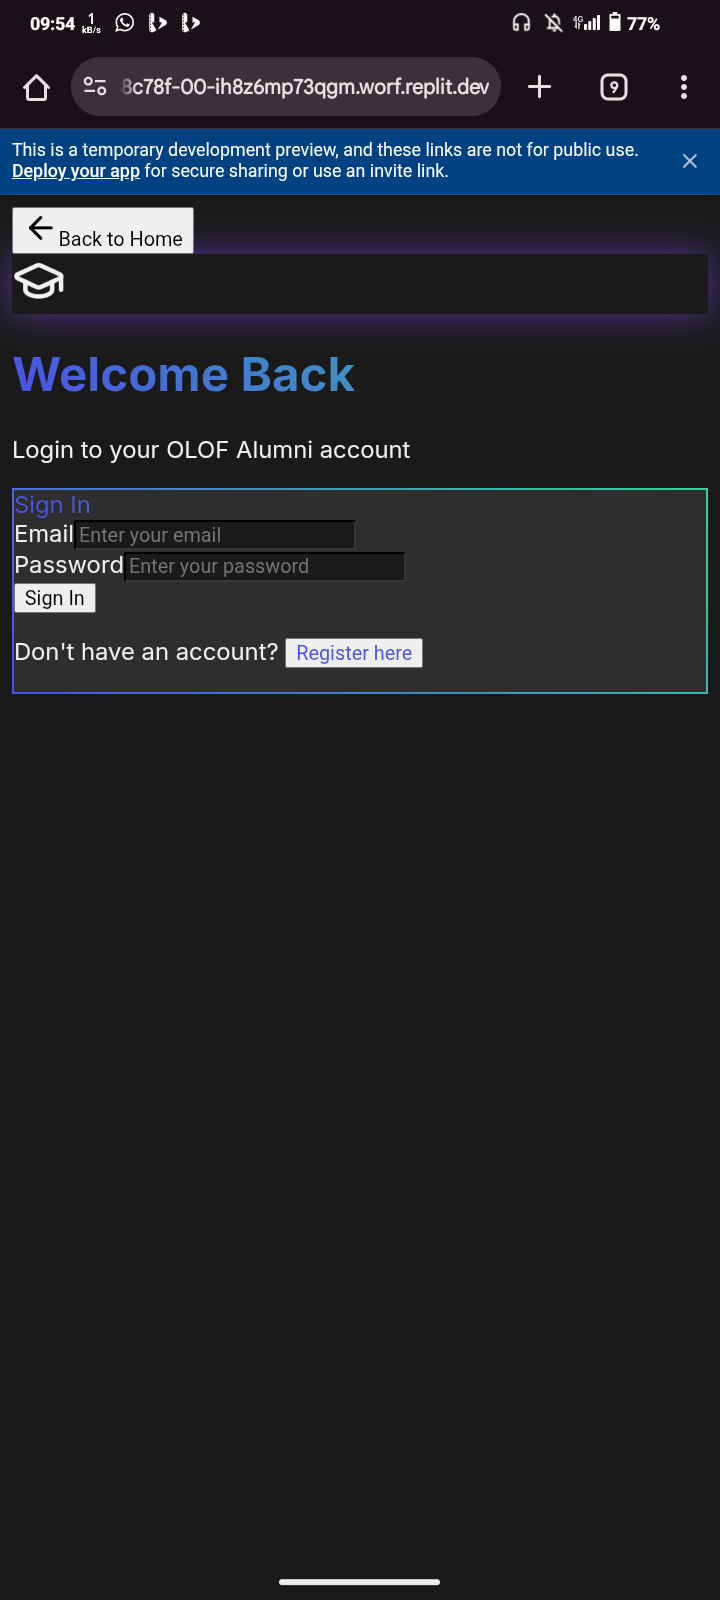 09:54 1 kB/s 4G 77%
8c78f-00-ih8z6mp73qgm.worf.replit.dev 9
This is a temporary development preview, and these links are not for public use.
Deploy your app for secure sharing or use an invite link.
Back to Home
Welcome Back
Login to your OLOF Alumni account
Sign In
Email Enter your email
Password Enter your password
Sign In
Don't have an account? Register here